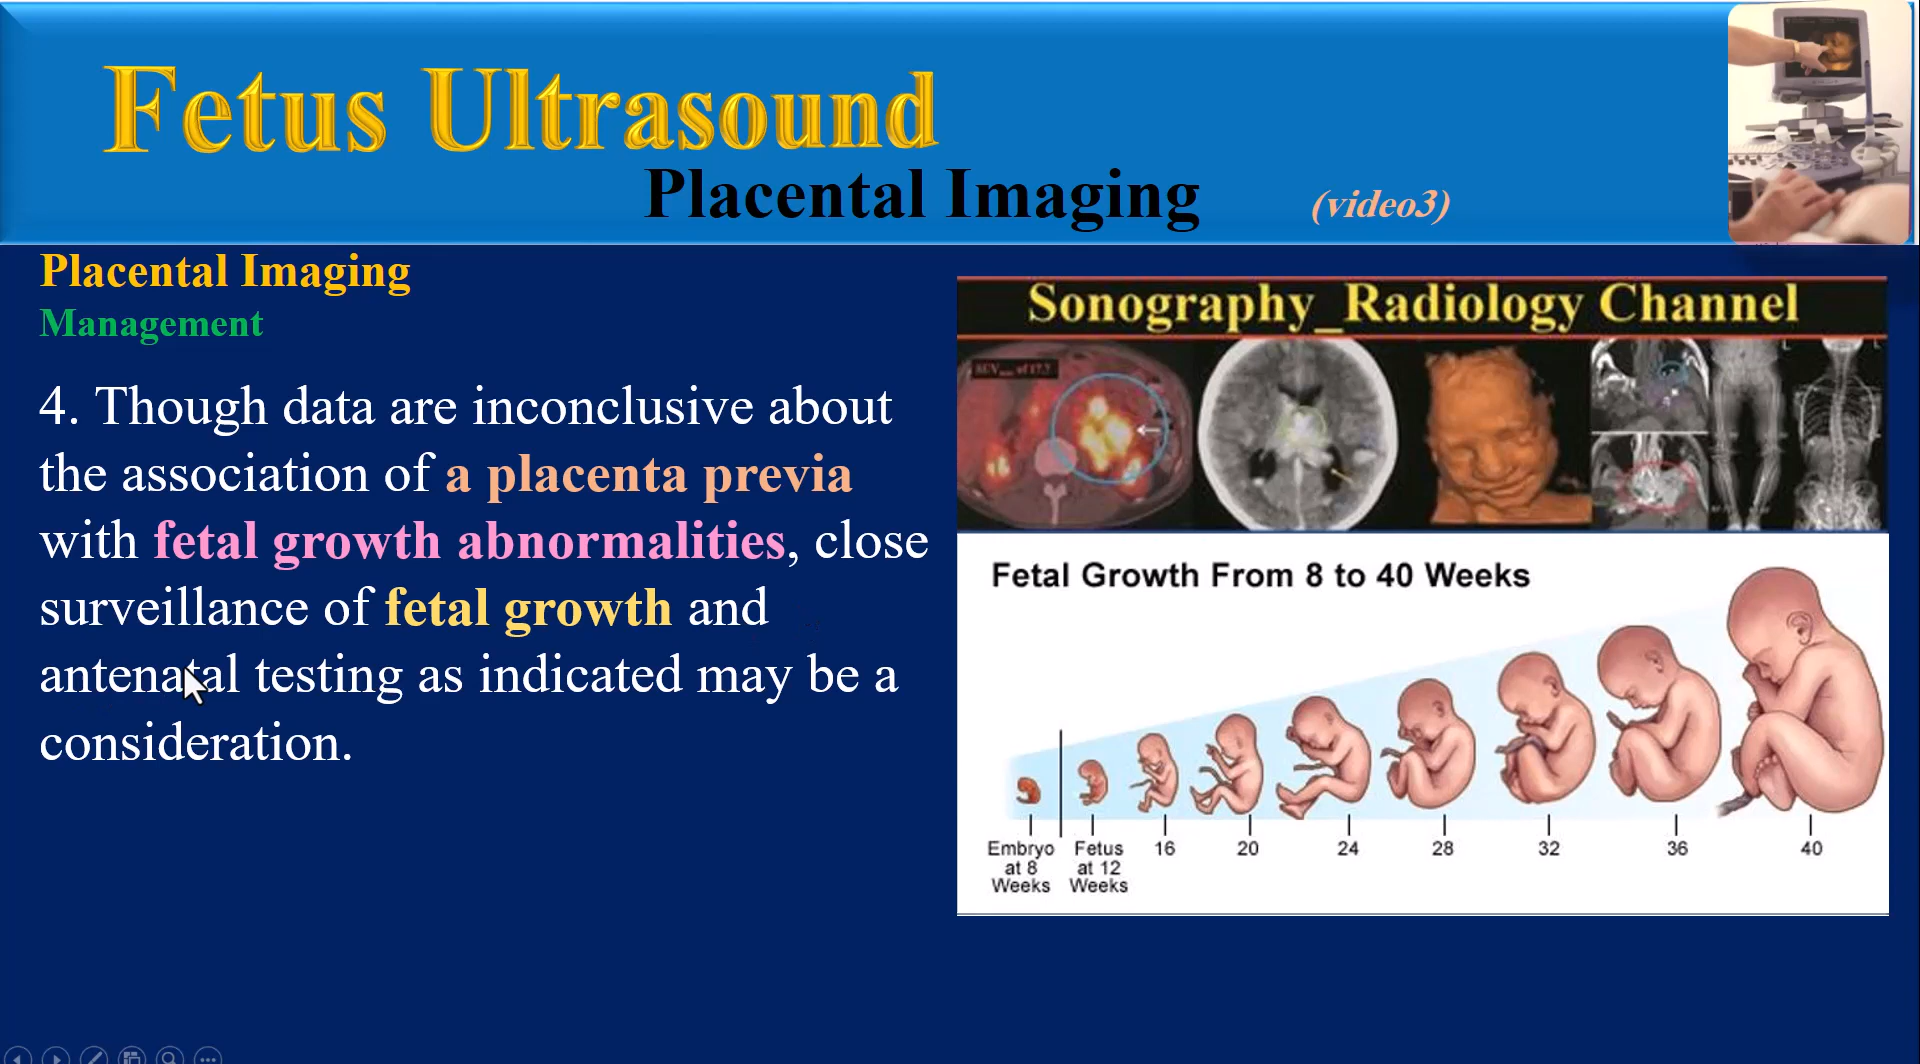 Fetus Ultrasound
Placental Imaging
(video3)
Placental Imaging
Management
4. Though data are inconclusive about
the association of a placenta previa
with fetal growth abnormalities, close
surveillance of fetal growth and
antenatal testing as indicated may be a
consideration.
Sonography_Radiology Channel
Fetal Growth From 8 to 40 Weeks
Embryo
at 8
Weeks
Fetus
at 12
Weeks
16
20
24
28
32
36
40